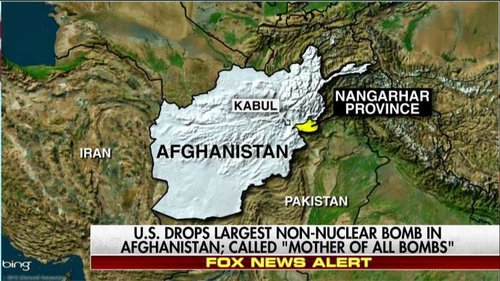 KABUL
NANGARHAR
PROVINCE
AFGHANISTAN
IRAN
PAKISTAN
U.S. DROPS LARGEST NON-NUCLEAR BOMB IN
AFGHANISTAN; CALLED "MOTHER OF ALL BOMBS"
bing
FOX NEWS ALERT